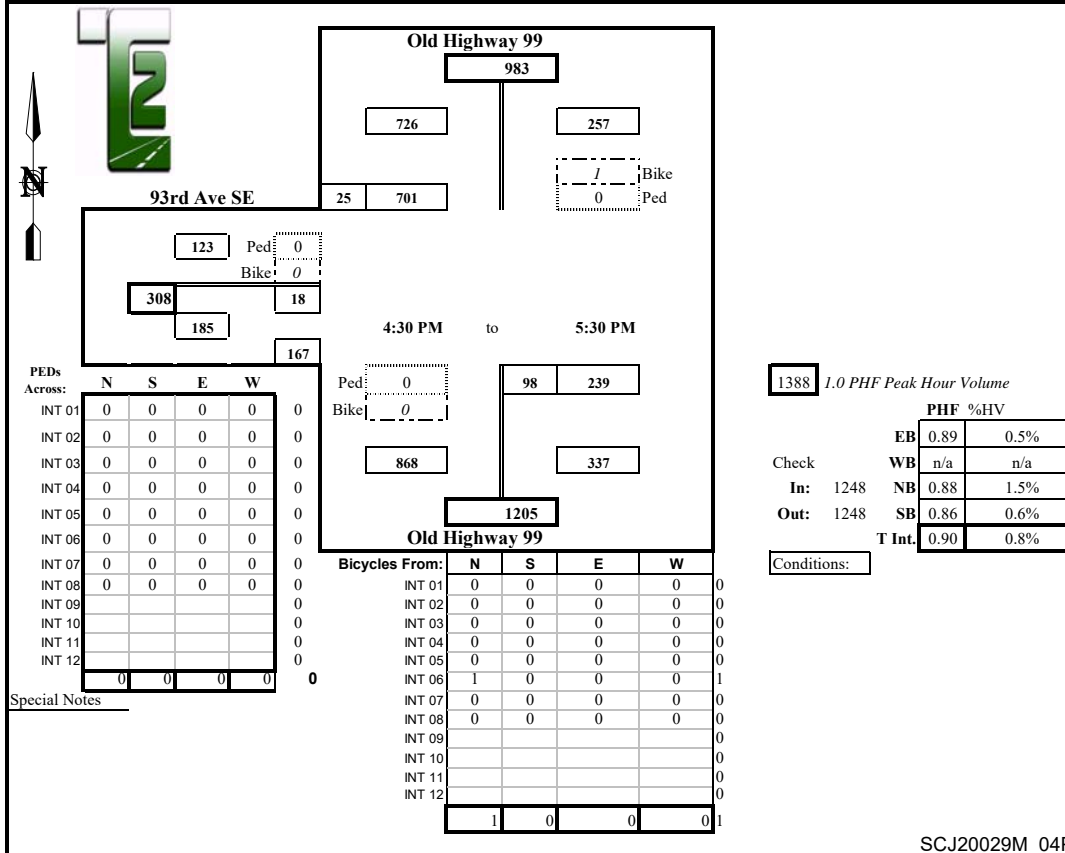 T2
N
Old Highway 99
983
726 257
1 Bike
0 Ped
93rd Ave SE
25 701
123 Ped 0
Bike 0
308 18
185
4:30 PM to 5:30 PM
167
Ped 0
98 239
Bike 0
868 337
1205
Old Highway 99
PEDs
Across: N S E W
INT 01 0 0 0 0 0
INT 02 0 0 0 0 0
INT 03 0 0 0 0 0
INT 04 0 0 0 0 0
INT 05 0 0 0 0 0
INT 06 0 0 0 0 0
INT 07 0 0 0 0 0
INT 08 0 0 0 0 0
INT 09 0
INT 10 0
INT 11 0
INT 12 0
0 0 0 0 0
Special Notes
Bicycles From: N S E W
INT 01 0 0 0 0 0
INT 02 0 0 0 0 0
INT 03 0 0 0 0 0
INT 04 0 0 0 0 0
INT 05 0 0 0 0 0
INT 06 1 0 0 0 1
INT 07 0 0 0 0 0
INT 08 0 0 0 0 0
INT 09 0
INT 10 0
INT 11 0
INT 12 0
1 0 0 0 1
1388 1.0 PHF Peak Hour Volume
PHF %HV
EB 0.89 0.5%
Check WB n/a n/a
In: 1248 NB 0.88 1.5%
Out: 1248 SB 0.86 0.6%
T Int. 0.90 0.8%
Conditions:
SCJ20029M_04P